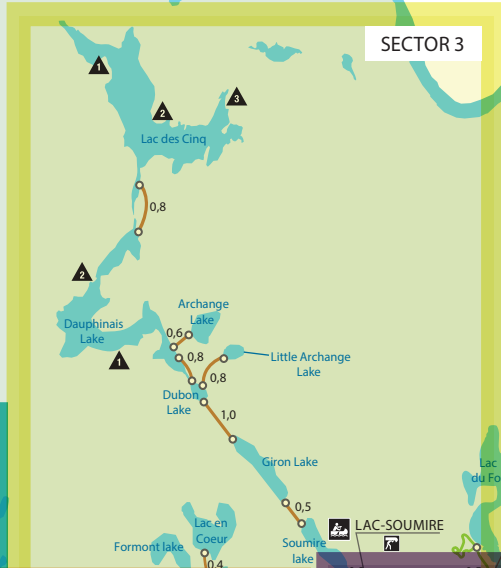 SECTOR 3
1
3
2
Lac des Cinq
0,8
2
Archange
Lake
Dauphinais
Lake
0,6
0,8
Little Archange
Lake
1
0,8
Dubon
Lake
1,0
Giron Lake
Lac
du Fo
0,5
Lac en
Coeur
LAC-SOUMIRE
Formont lake
Soumire
lake
0.4